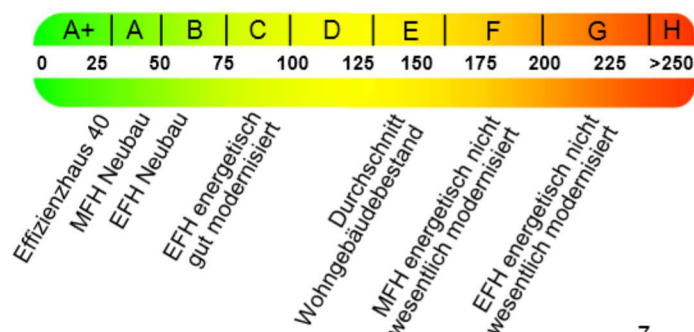 A+ A B C D E F G H
0 25 50 75 100 125 150 175 200 225 >250
Effizienzhaus 40
MFH Neubau
EFH Neubau
EFH energetisch
gut modernisiert
Durchschnitt
Wohngebäudebestand
MFH energetisch nicht
wesentlich modernisiert
EFH energetisch nicht
wesentlich modernisiert
7